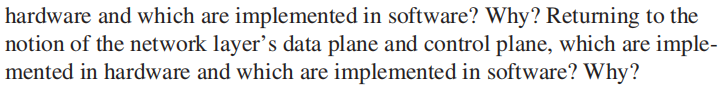 hardware and which are implemented in software? Why? Returning to the
notion of the network layer’s data plane and control plane, which are imple-
mented in hardware and which are implemented in software? Why?